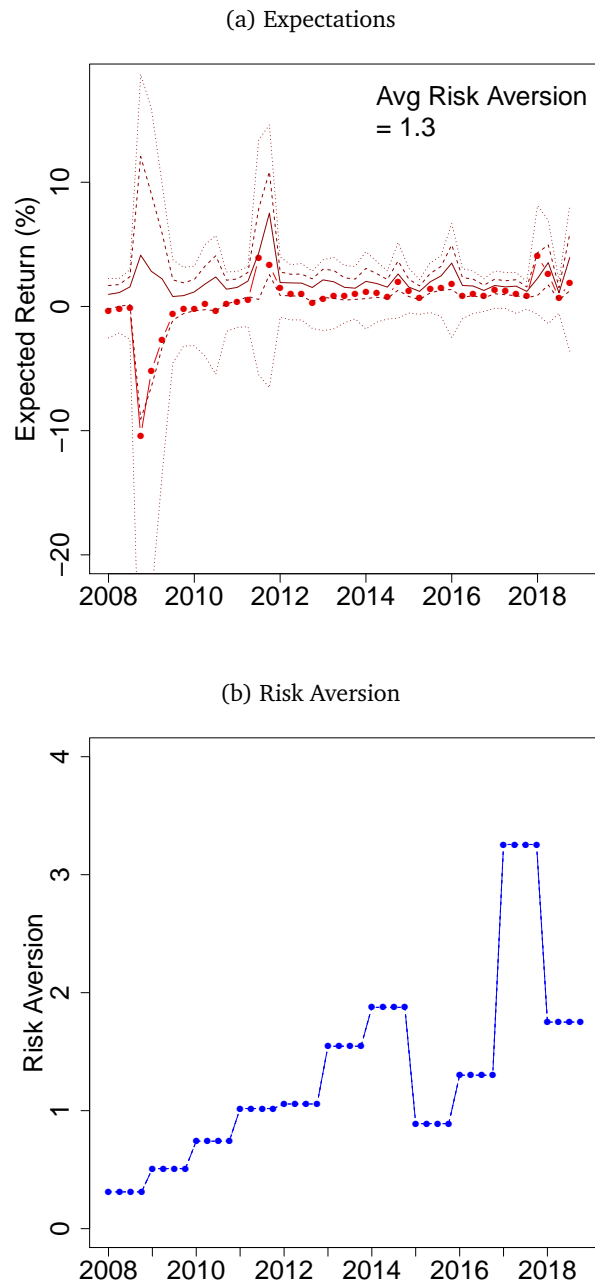 (a) Expectations
Avg Risk Aversion
= 1.3
Expected Return (%)
10
0
−10
−20
2008 2010 2012 2014 2016 2018
(b) Risk Aversion
Risk Aversion
4
3
2
1
0
2008 2010 2012 2014 2016 2018